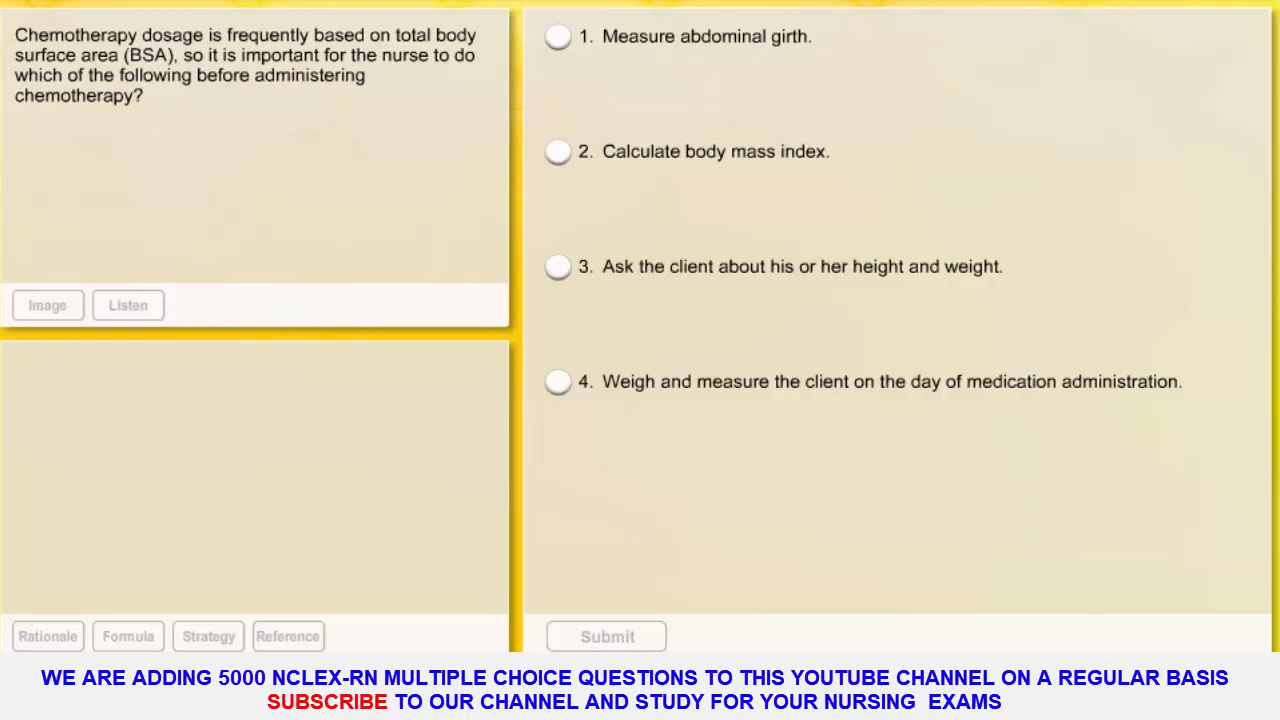 Chemotherapy dosage is frequently based on total body
surface area (BSA), so it is important for the nurse to do
which of the following before administering
chemotherapy?
Image Listen
1. Measure abdominal girth.
2. Calculate body mass index.
3. Ask the client about his or her height and weight.
4. Weigh and measure the client on the day of medication administration.
Rationale Formula Strategy Reference
Submit
WE ARE ADDING 5000 NCLEX-RN MULTIPLE CHOICE QUESTIONS TO THIS YOUTUBE CHANNEL ON A REGULAR BASIS
SUBSCRIBE TO OUR CHANNEL AND STUDY FOR YOUR NURSING EXAMS